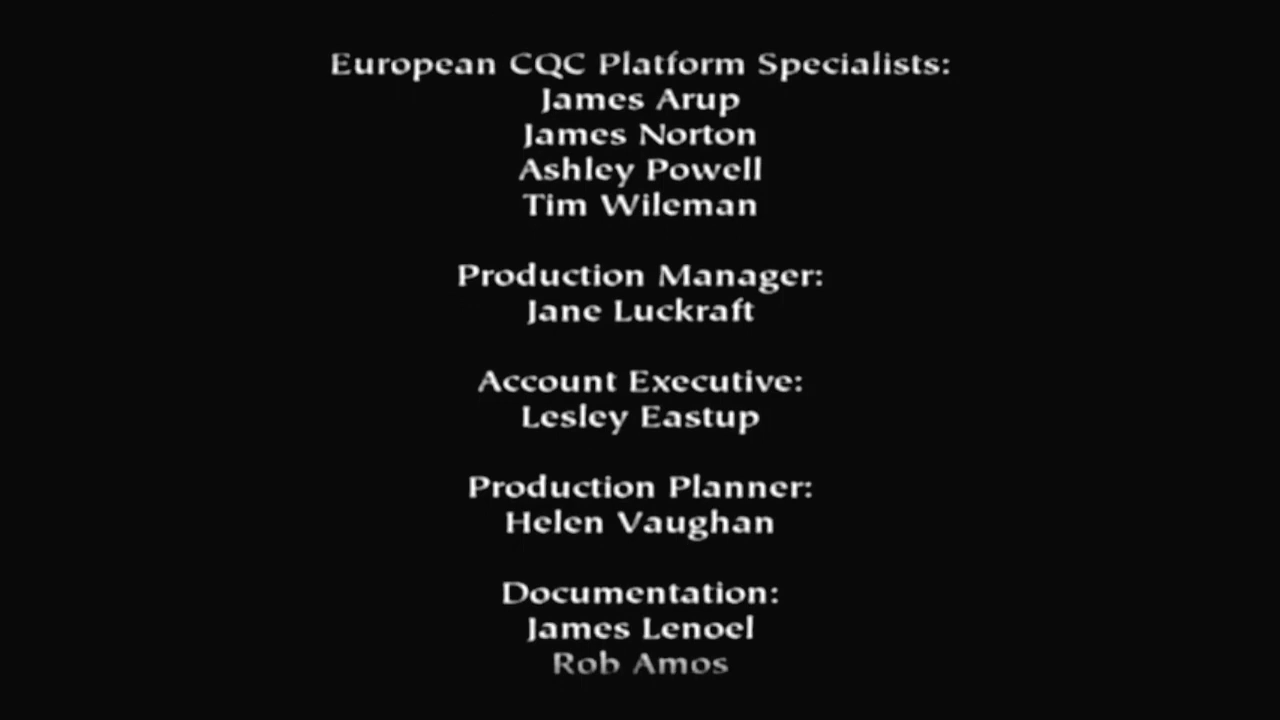 European CQC Platform Specialists:
James Arup
James Norton
Ashley Powell
Tim Wileman
Production Manager:
Jane Luckraft
Account Executive:
Lesley Eastup
Production Planner:
Helen Vaughan
Documentation:
James Lenoel
Rob Amos